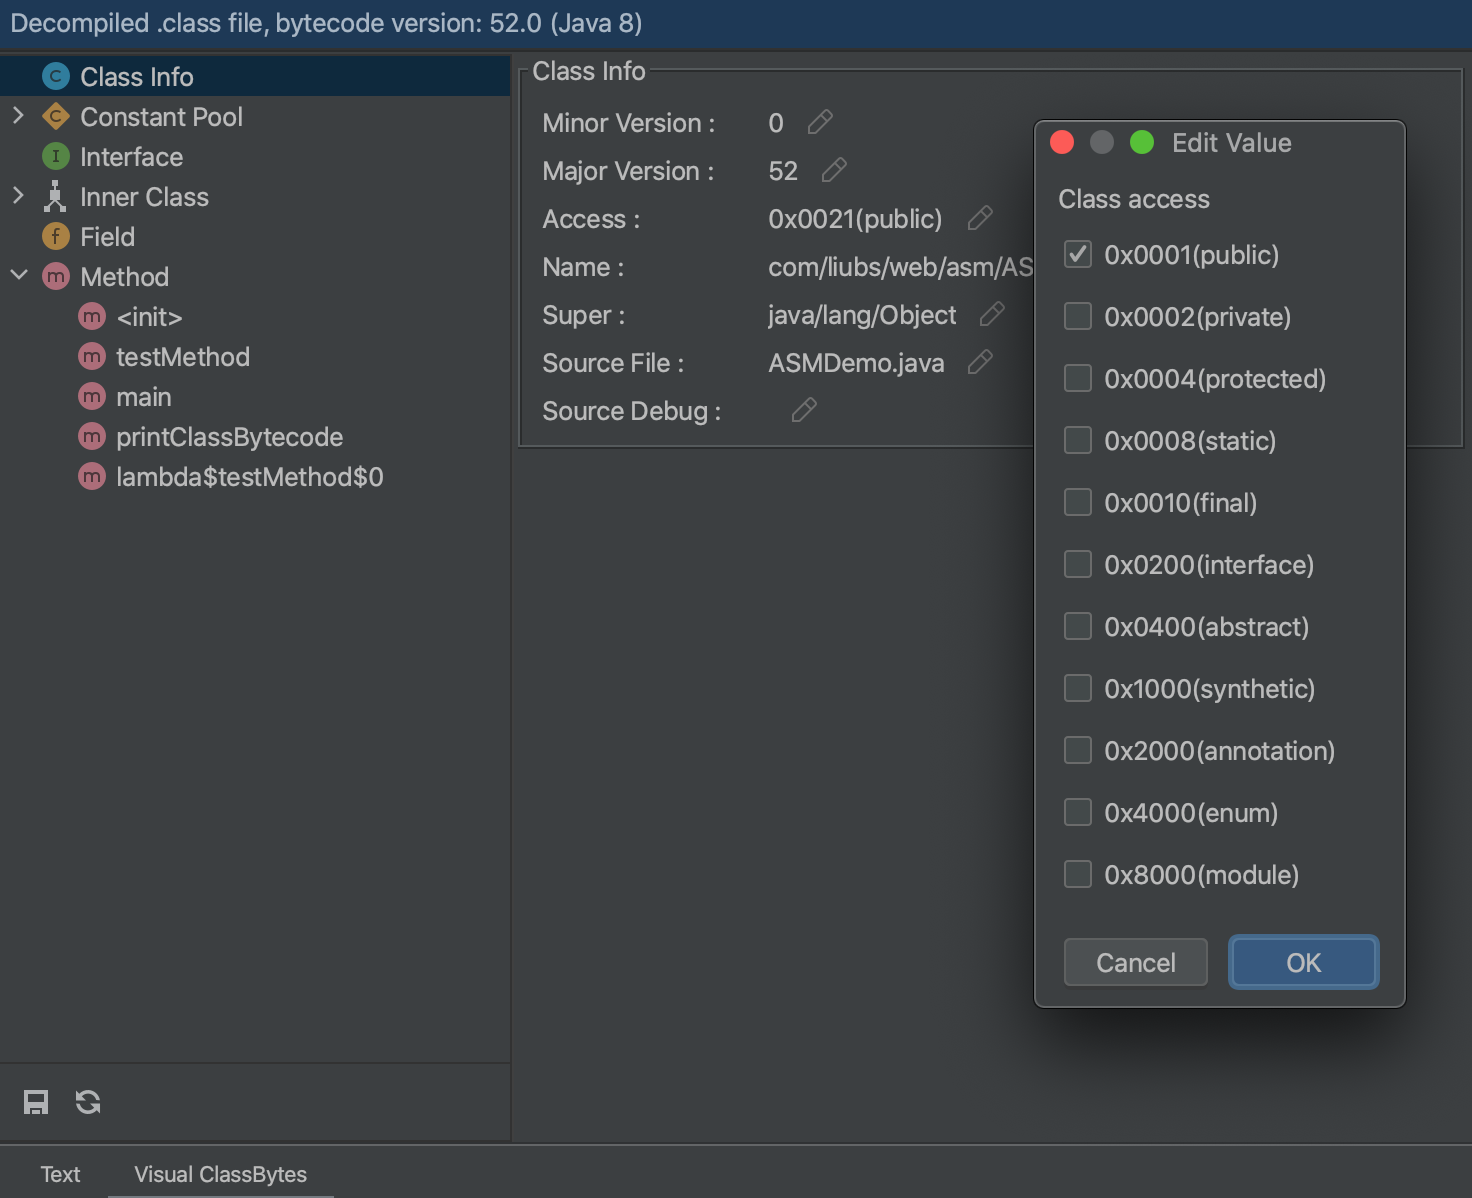 Decompiled .class file, bytecode version: 52.0 (Java 8)
Class Info
Constant Pool
Interface
Inner Class
Field
Method
<init>
testMethod
main
printClassBytecode
lambda$testMethod$0
Class Info
Minor Version : 0
Major Version : 52
Access : 0x0021(public)
Name : com/liubs/web/asm/AS
Super : java/lang/Object
Source File : ASMDemo.java
Source Debug :
Edit Value
Class access
0x0001(public)
0x0002(private)
0x0004(protected)
0x0008(static)
0x0010(final)
0x0200(interface)
0x0400(abstract)
0x1000(synthetic)
0x2000(annotation)
0x4000(enum)
0x8000(module)
Cancel OK
Text Visual ClassBytes